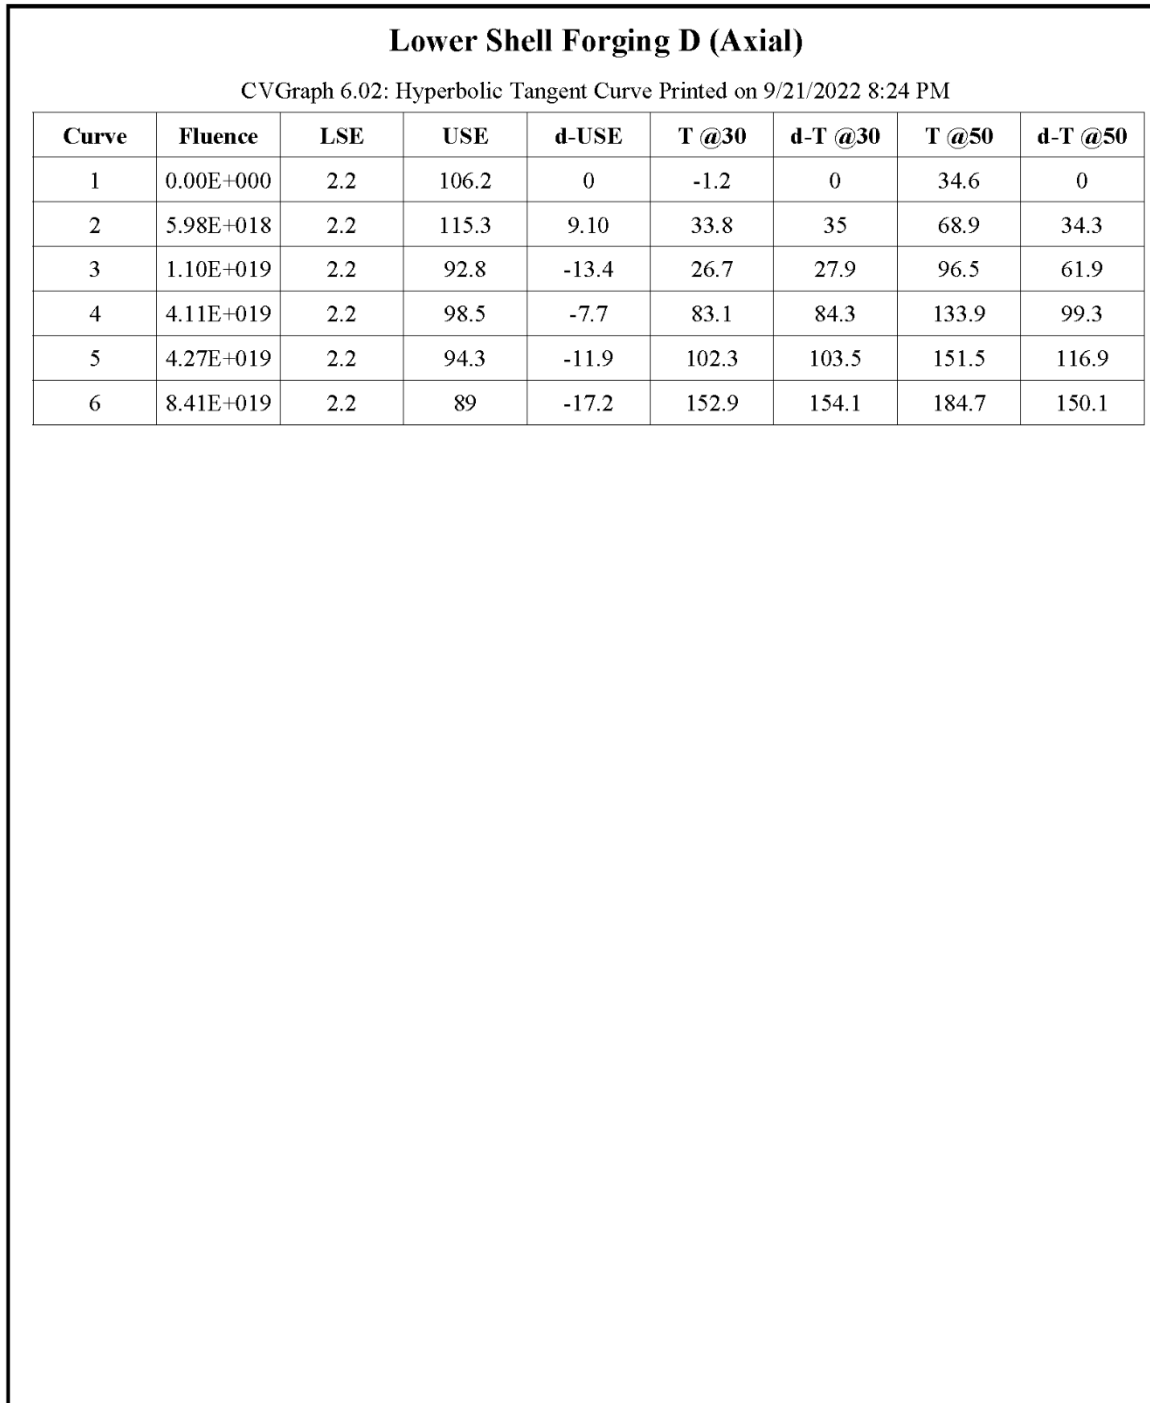 Lower Shell Forging D (Axial)
CVGraph 6.02: Hyperbolic Tangent Curve Printed on 9/21/2022 8:24 PM
Curve Fluence LSE USE d-USE T @30 d-T @30 T @50 d-T @50
1 0.00E+000 2.2 106.2 0 -1.2 0 34.6 0
2 5.98E+018 2.2 115.3 9.10 33.8 35 68.9 34.3
3 1.10E+019 2.2 92.8 -13.4 26.7 27.9 96.5 61.9
4 4.11E+019 2.2 98.5 -7.7 83.1 84.3 133.9 99.3
5 4.27E+019 2.2 94.3 -11.9 102.3 103.5 151.5 116.9
6 8.41E+019 2.2 89 -17.2 152.9 154.1 184.7 150.1